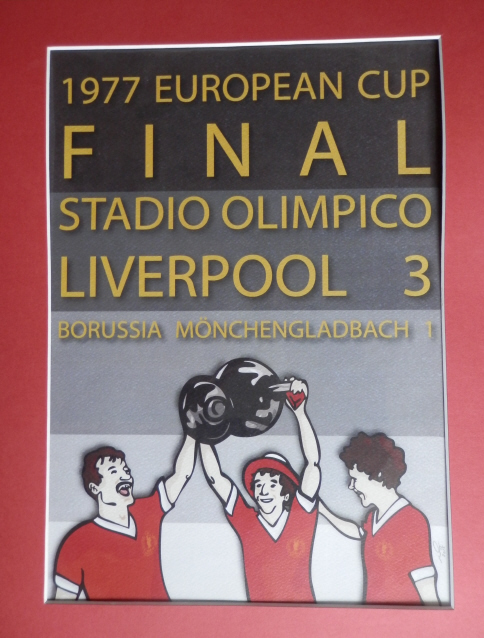 1977 EUROPEAN CUP
FINAL
STADIO OLIMPICO
LIVERPOOL 3
BORUSSIA MÖNCHENGLADBACH 1